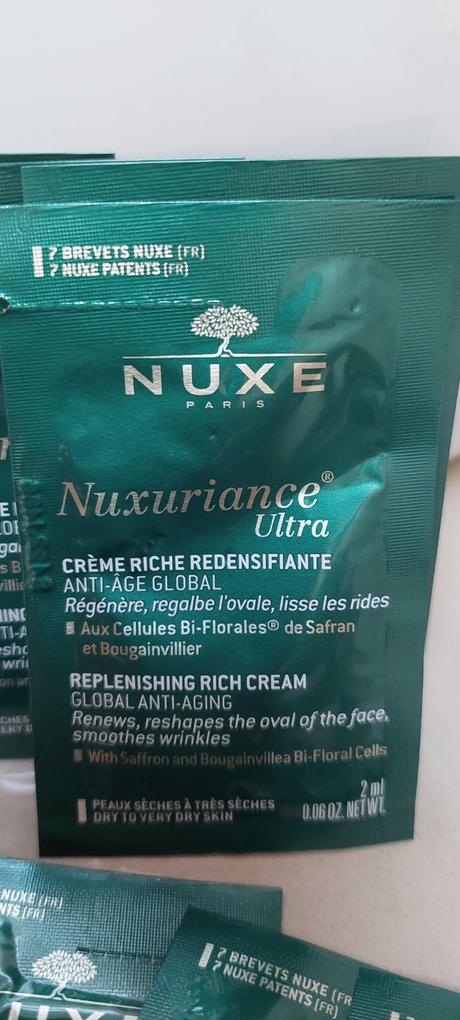 7 BREVETS NUXE (FR)
7 NUXE PATENTS (FR)
NUXE
PARIS
Nuxuriance®
Ultra
CRÈME RICHE REDENSIFIANTE
ANTI-ÂGE GLOBAL
Régénère, regalbe l'ovale, lisse les rides
Aux Cellules Bi-Florales® de Safran
et Bougainvillier
REPLENISHING RICH CREAM
GLOBAL ANTI-AGING
Renews, reshapes the oval of the face,
smoothes wrinkles
With Saffron and Bougainvillea Bi-Floral Cells
PEAUX SÈCHES À TRÈS SÈCHES
DRY TO VERY DRY SKIN
2 ml
0.06 OZ. NET WT.
NUXE (FR)
7 BREVETS NUXE (FR
7 NUXE PATENTS (FR)